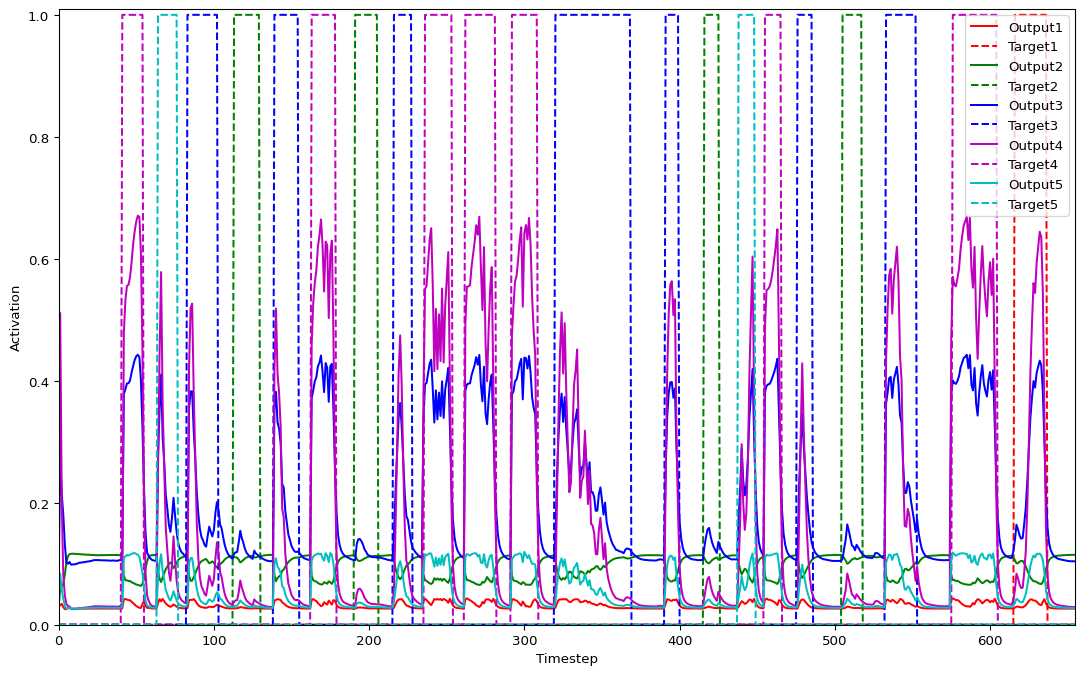 1.0
0.8
0.6
0.4
0.2
0.0
Activation
0
100
200
300
400
500
600
Timestep
Output1
Target1
Output2
Target2
Output3
Target3
Output4
Target4
Output5
Target5